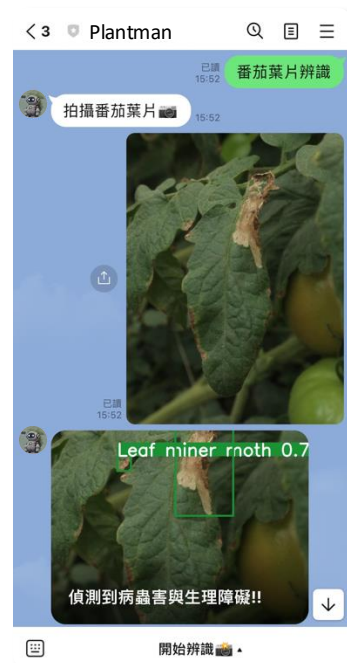 3 Plantman
已讀
15:52
番茄葉片辨識
拍攝番茄葉片📷
15:52
已讀
15:52
Leaf miner moth 0.7
偵測到病蟲害與生理障礙!!
開始辨識📸